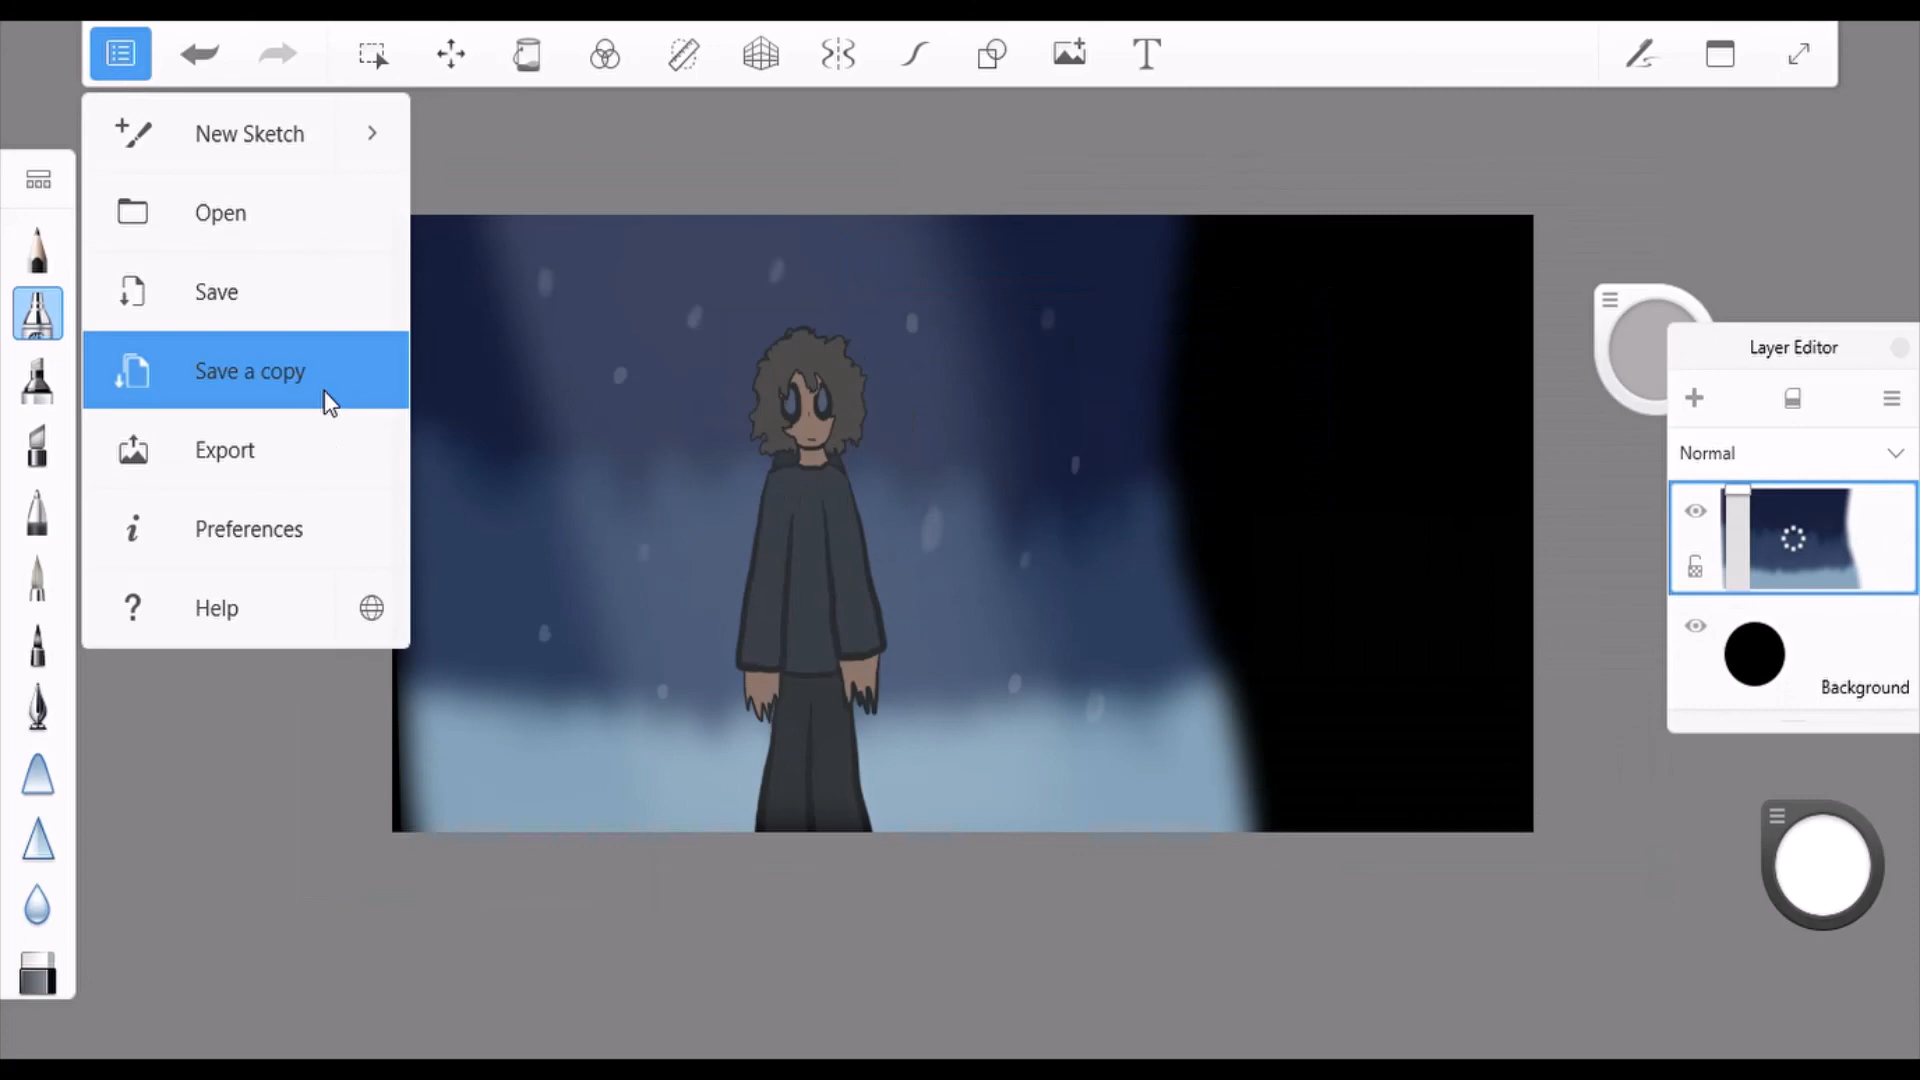 New Sketch
Open
Save
Save a copy
Export
Preferences
Help
Layer Editor
Normal
Background